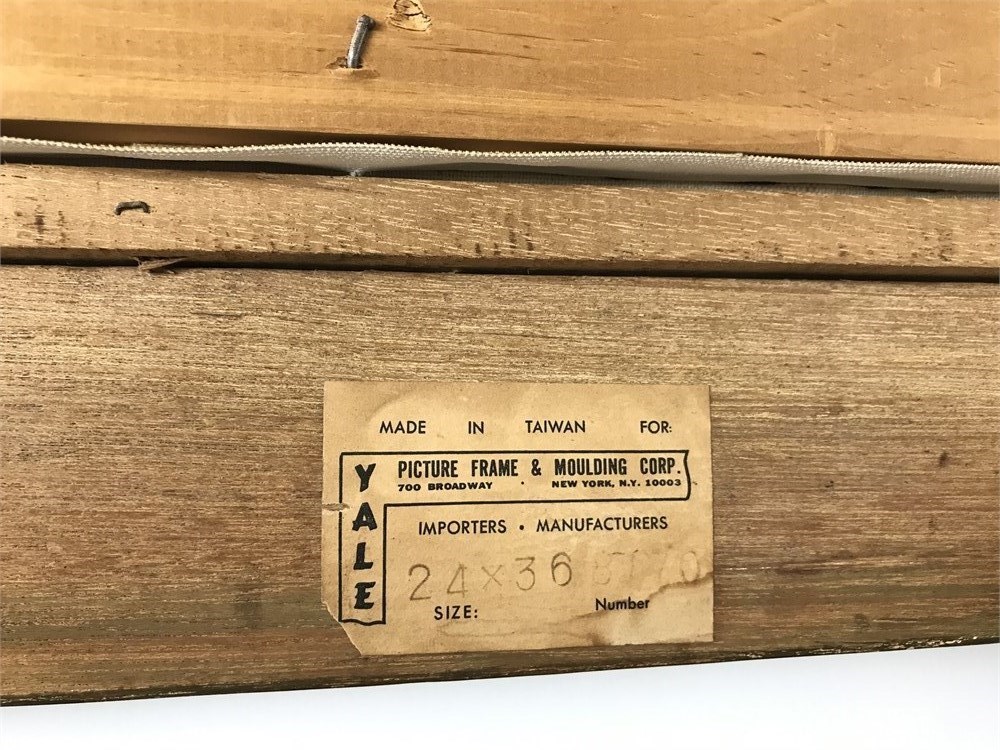 MADE IN TAIWAN FOR:
YALE
PICTURE FRAME & MOULDING CORP.
700 BROADWAY · NEW YORK, N.Y. 10003
IMPORTERS · MANUFACTURERS
24×36
SIZE: Number